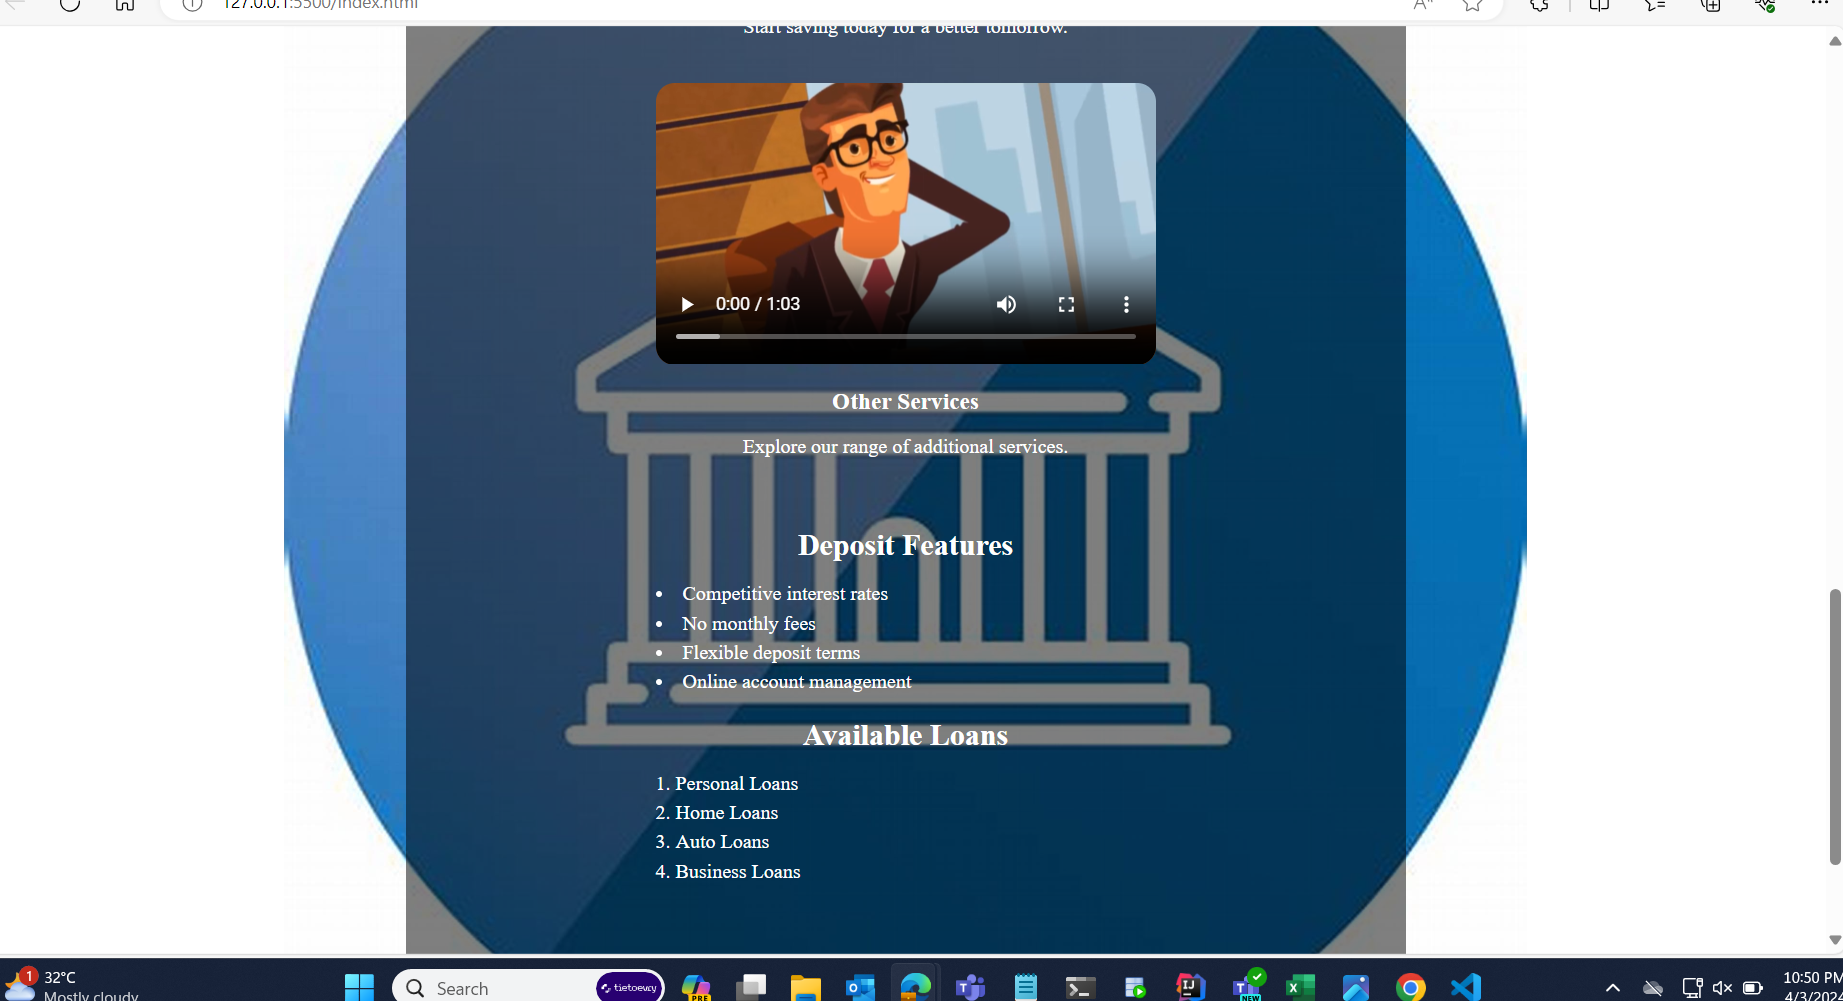 127.0.0.1:5500/index.html
Start saving today for a better tomorrow.
0:00 / 1:03
Other Services
Explore our range of additional services.
Deposit Features
• Competitive interest rates
• No monthly fees
• Flexible deposit terms
• Online account management
Available Loans
1. Personal Loans
2. Home Loans
3. Auto Loans
4. Business Loans
1
32°C
Mostly cloudy
Search
tietoevry
PRE
NEW
10:50 PM
4/3/2024